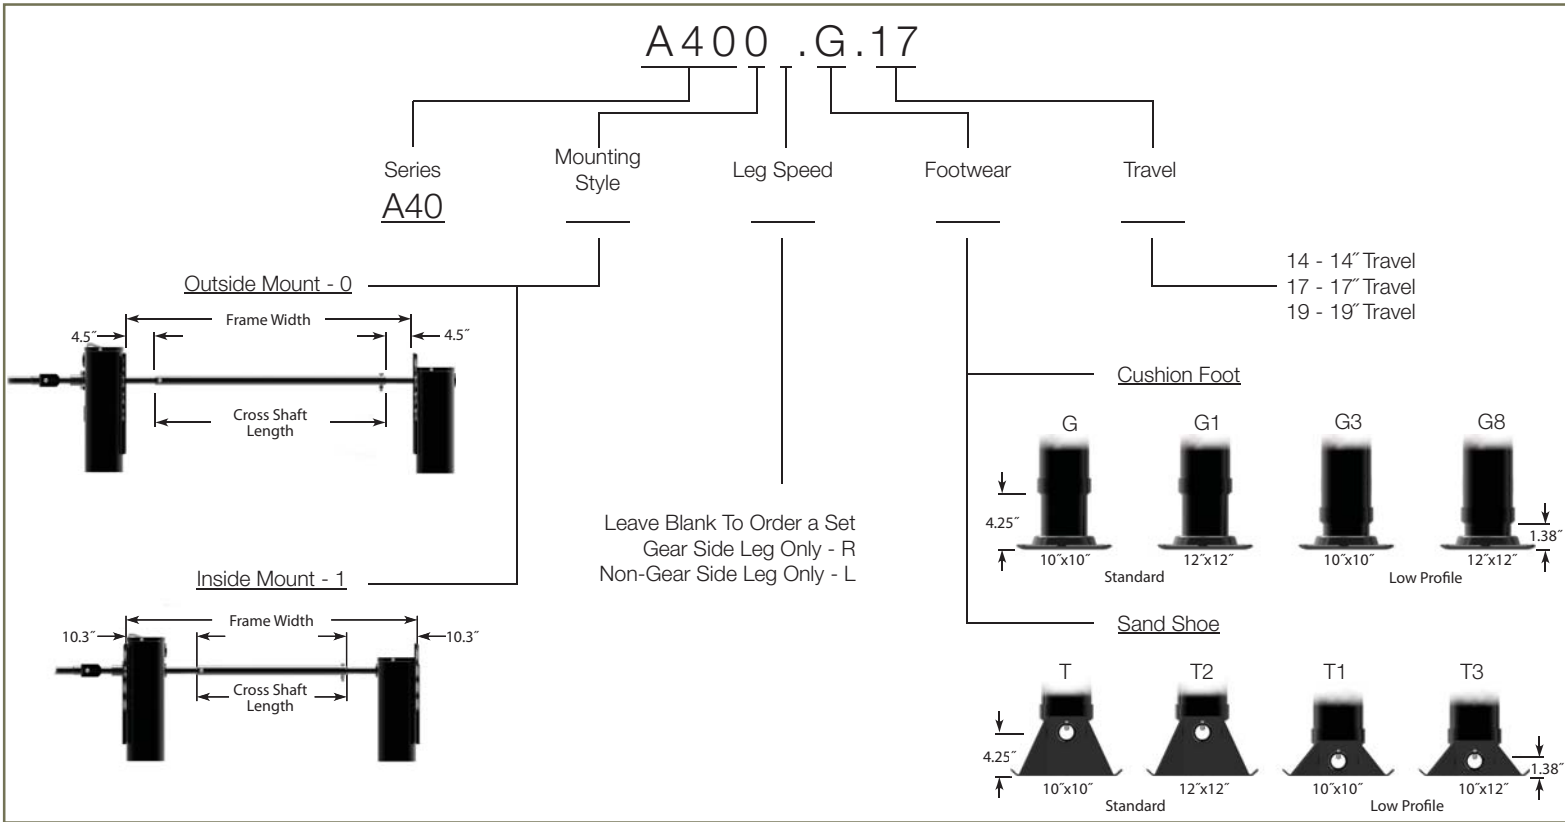 A400 .G.17
Series
Mounting
Style
Leg Speed
Footwear
Travel
A40
14 - 14˝ Travel
17 - 17˝ Travel
19 - 19˝ Travel
Outside Mount - 0
Frame Width
4.5˝
4.5˝
Cross Shaft
Length
Leave Blank To Order a Set
Gear Side Leg Only - R
Non-Gear Side Leg Only - L
Inside Mount - 1
Frame Width
10.3˝
10.3˝
Cross Shaft
Length
Cushion Foot
G
G1
G3
G8
4.25˝
1.38˝
10˝x10˝
12˝x12˝
10˝x10˝
12˝x12˝
Standard
Low Profile
Sand Shoe
T
T2
T1
T3
4.25˝
1.38˝
10˝x10˝
12˝x12˝
10˝x10˝
10˝x12˝
Standard
Low Profile